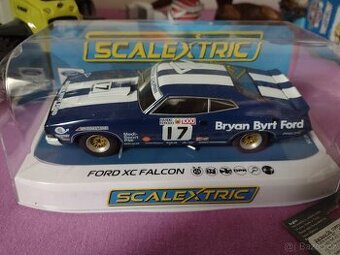 SCALEXTRIC
17
Bryan Byrt Ford
FORD XC FALCON
SCALEXTRIC